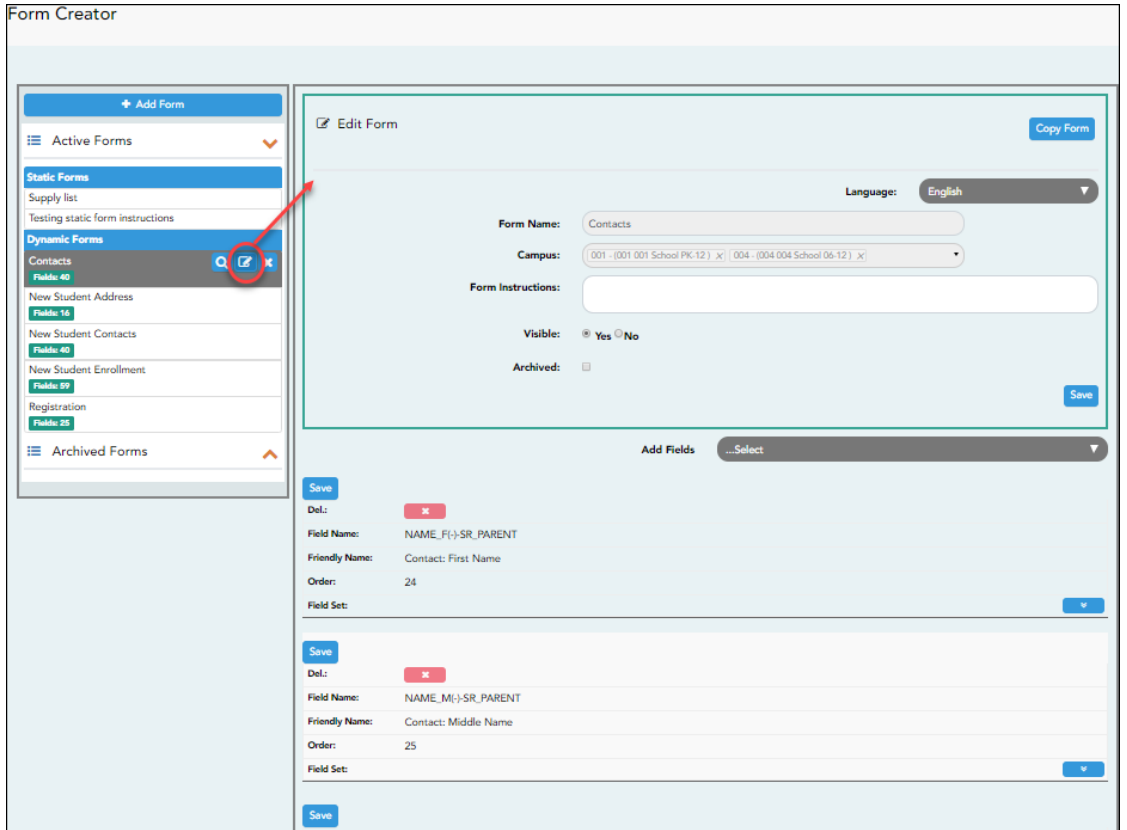 Form Creator
Add Form
Active Forms
Static Forms
Supply list
Testing static form instructions
Dynamic Forms
Contacts
Fields: 40
New Student Address
Fields: 16
New Student Contacts
Fields: 40
New Student Enrollment
Fields: 59
Registration
Fields: 25
Archived Forms
Edit Form
Copy Form
Language: English
Form Name: Contacts
Campus: 001 - (001 001 School PK-12 ) x 004 - (004 004 School 06-12 ) x
Form Instructions:
Visible: Yes No
Archived:
Save
Add Fields ...Select
Save
Del.:
Field Name: NAME_F(-)-SR_PARENT
Friendly Name: Contact: First Name
Order: 24
Field Set:
Save
Del.:
Field Name: NAME_M(-)-SR_PARENT
Friendly Name: Contact: Middle Name
Order: 25
Field Set:
Save